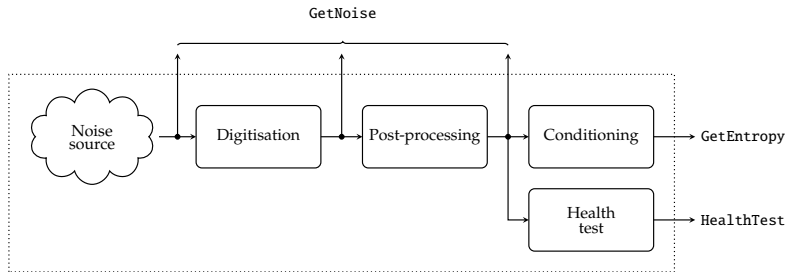 GetNoise
Noise
source
Digitisation
Post-processing
Conditioning
GetEntropy
Health
test
HealthTest